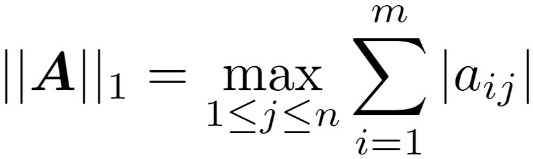 ||A||₁ = max_{1≤j≤n} ∑_{i=1}^{m} |a_{ij}|